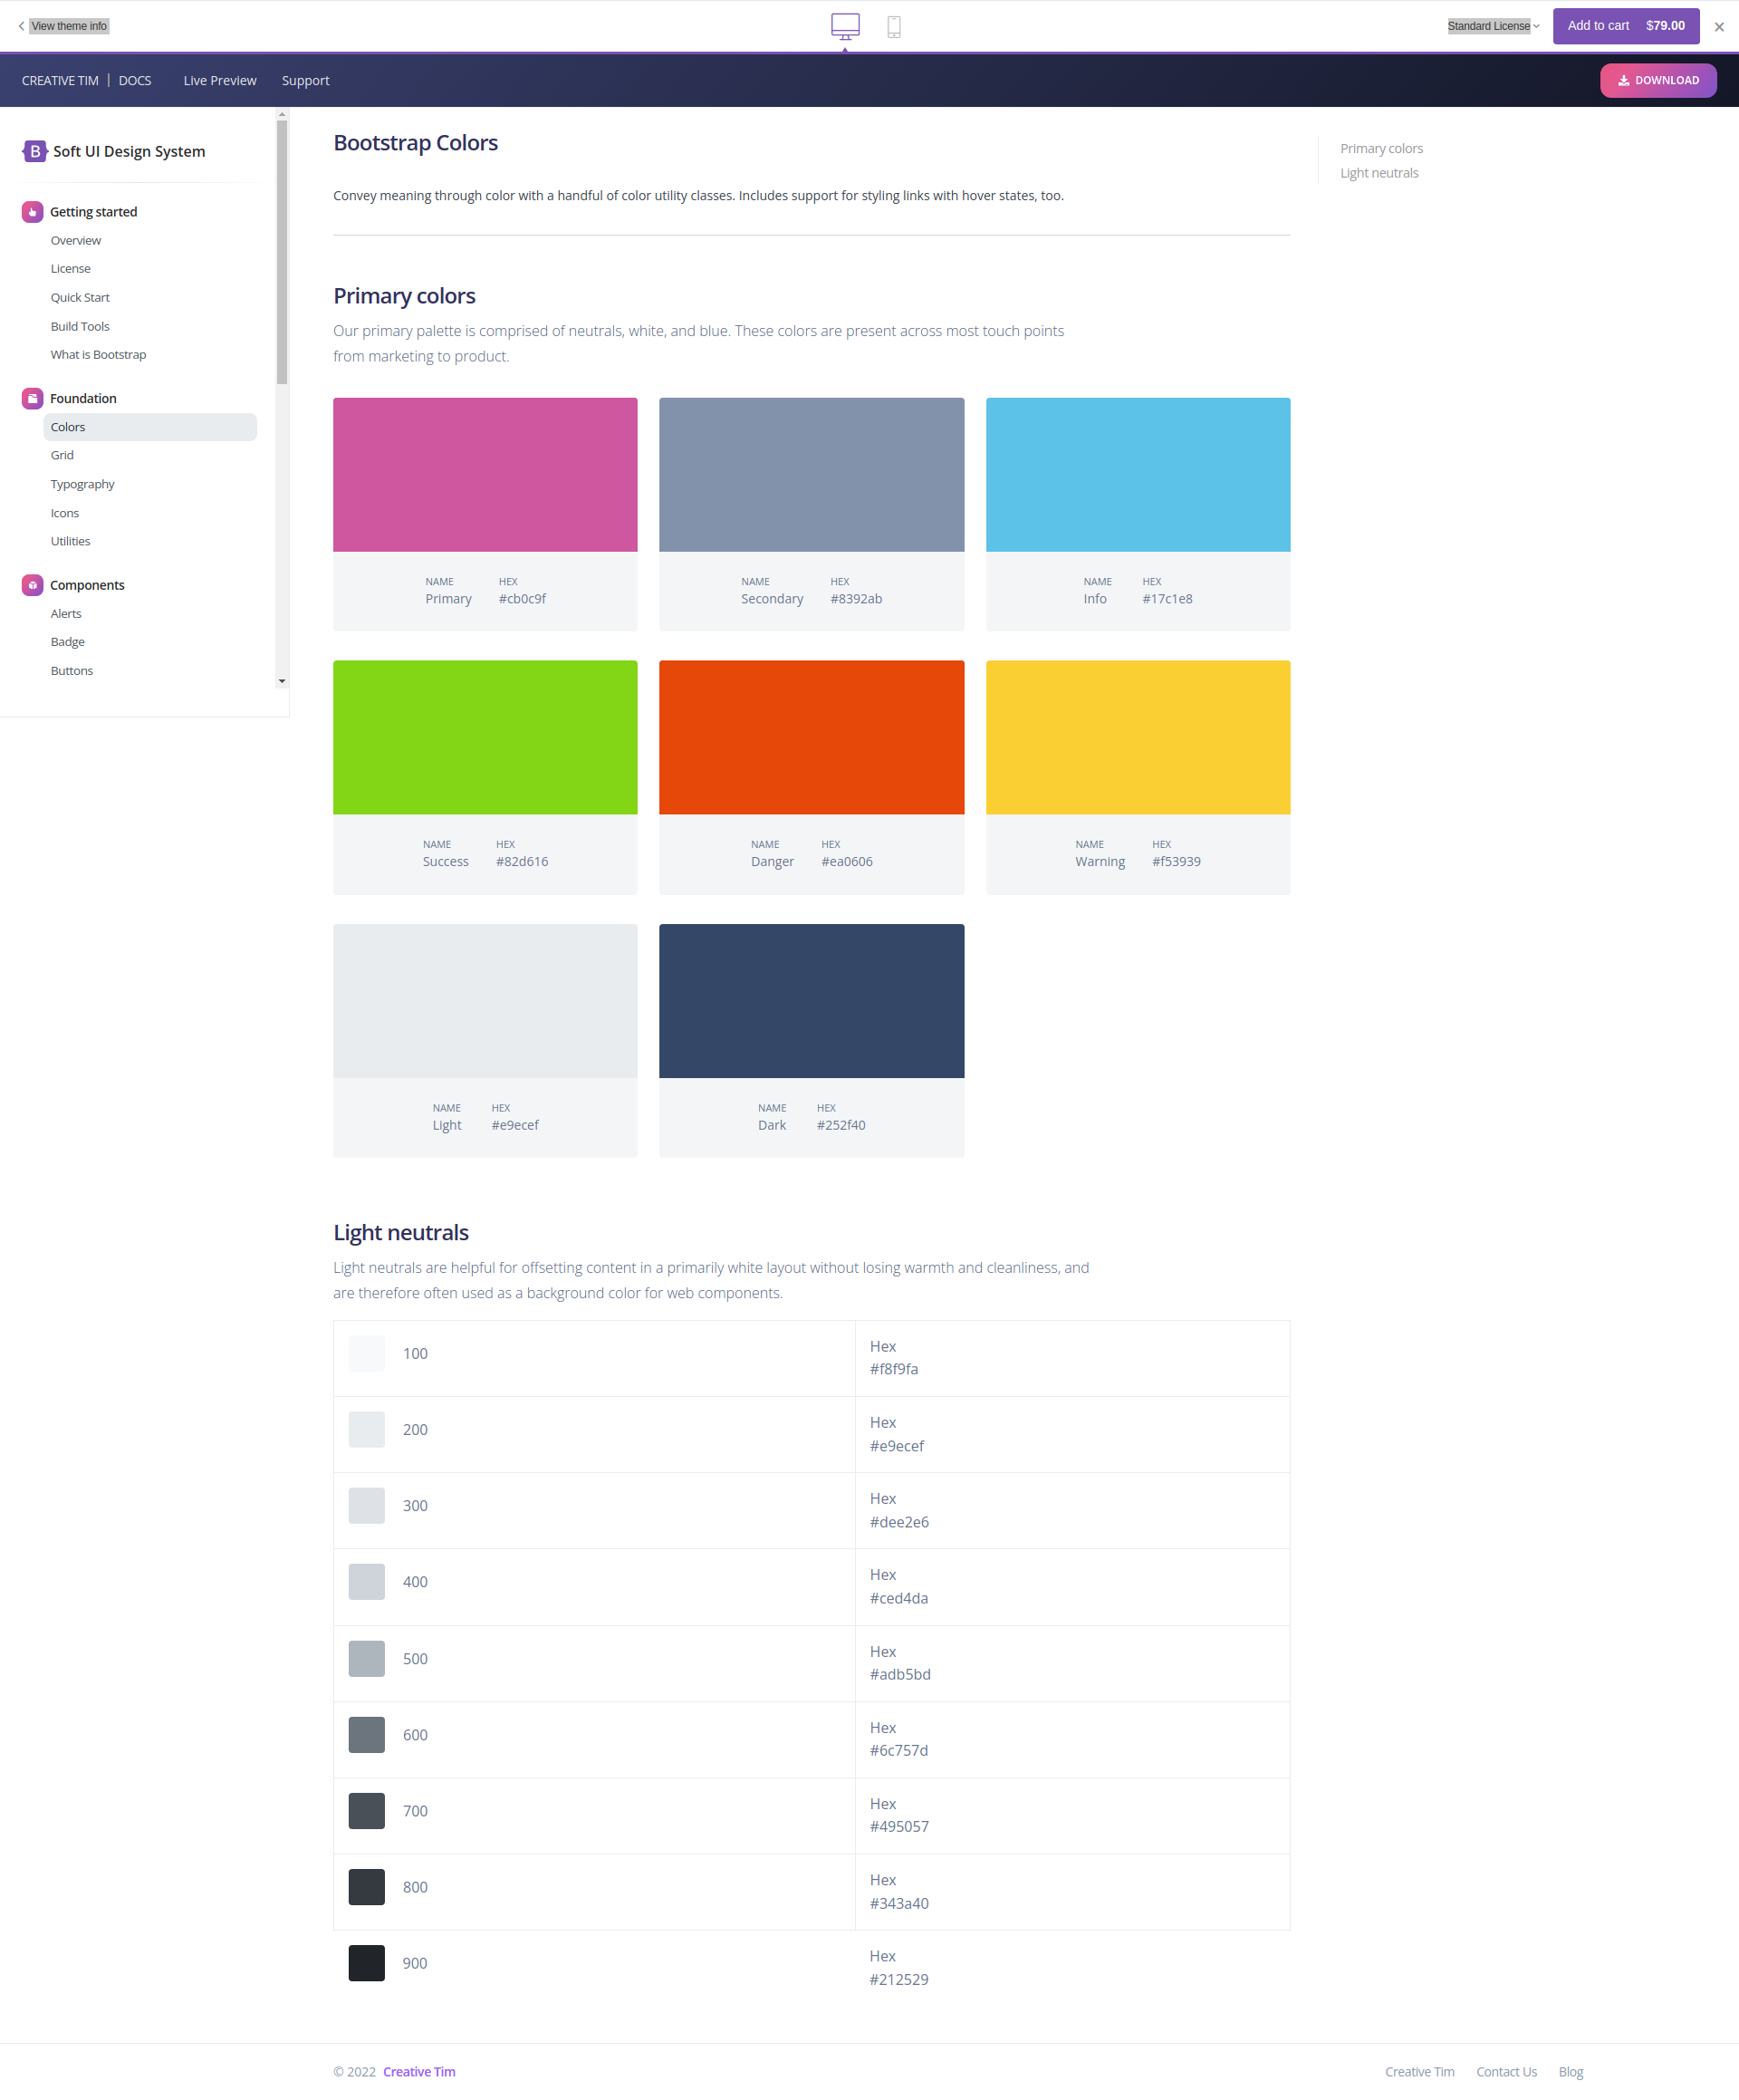 View theme info
Standard License
Add to cart $79.00
CREATIVE TIM | DOCS Live Preview Support
DOWNLOAD
B Soft UI Design System
Getting started
Overview
License
Quick Start
Build Tools
What is Bootstrap
Foundation
Colors
Grid
Typography
Icons
Utilities
Components
Alerts
Badge
Buttons
Bootstrap Colors
Convey meaning through color with a handful of color utility classes. Includes support for styling links with hover states, too.
Primary colors
Light neutrals
Primary colors
Our primary palette is comprised of neutrals, white, and blue. These colors are present across most touch points
from marketing to product.
NAME HEX
Primary #cb0c9f
NAME HEX
Secondary #8392ab
NAME HEX
Info #17c1e8
NAME HEX
Success #82d616
NAME HEX
Danger #ea0606
NAME HEX
Warning #f53939
NAME HEX
Light #e9ecef
NAME HEX
Dark #252f40
Light neutrals
Light neutrals are helpful for offsetting content in a primarily white layout without losing warmth and cleanliness, and
are therefore often used as a background color for web components.
100
Hex
#f8f9fa
200
Hex
#e9ecef
300
Hex
#dee2e6
400
Hex
#ced4da
500
Hex
#adb5bd
600
Hex
#6c757d
700
Hex
#495057
800
Hex
#343a40
900
Hex
#212529
© 2022 Creative Tim
Creative Tim Contact Us Blog